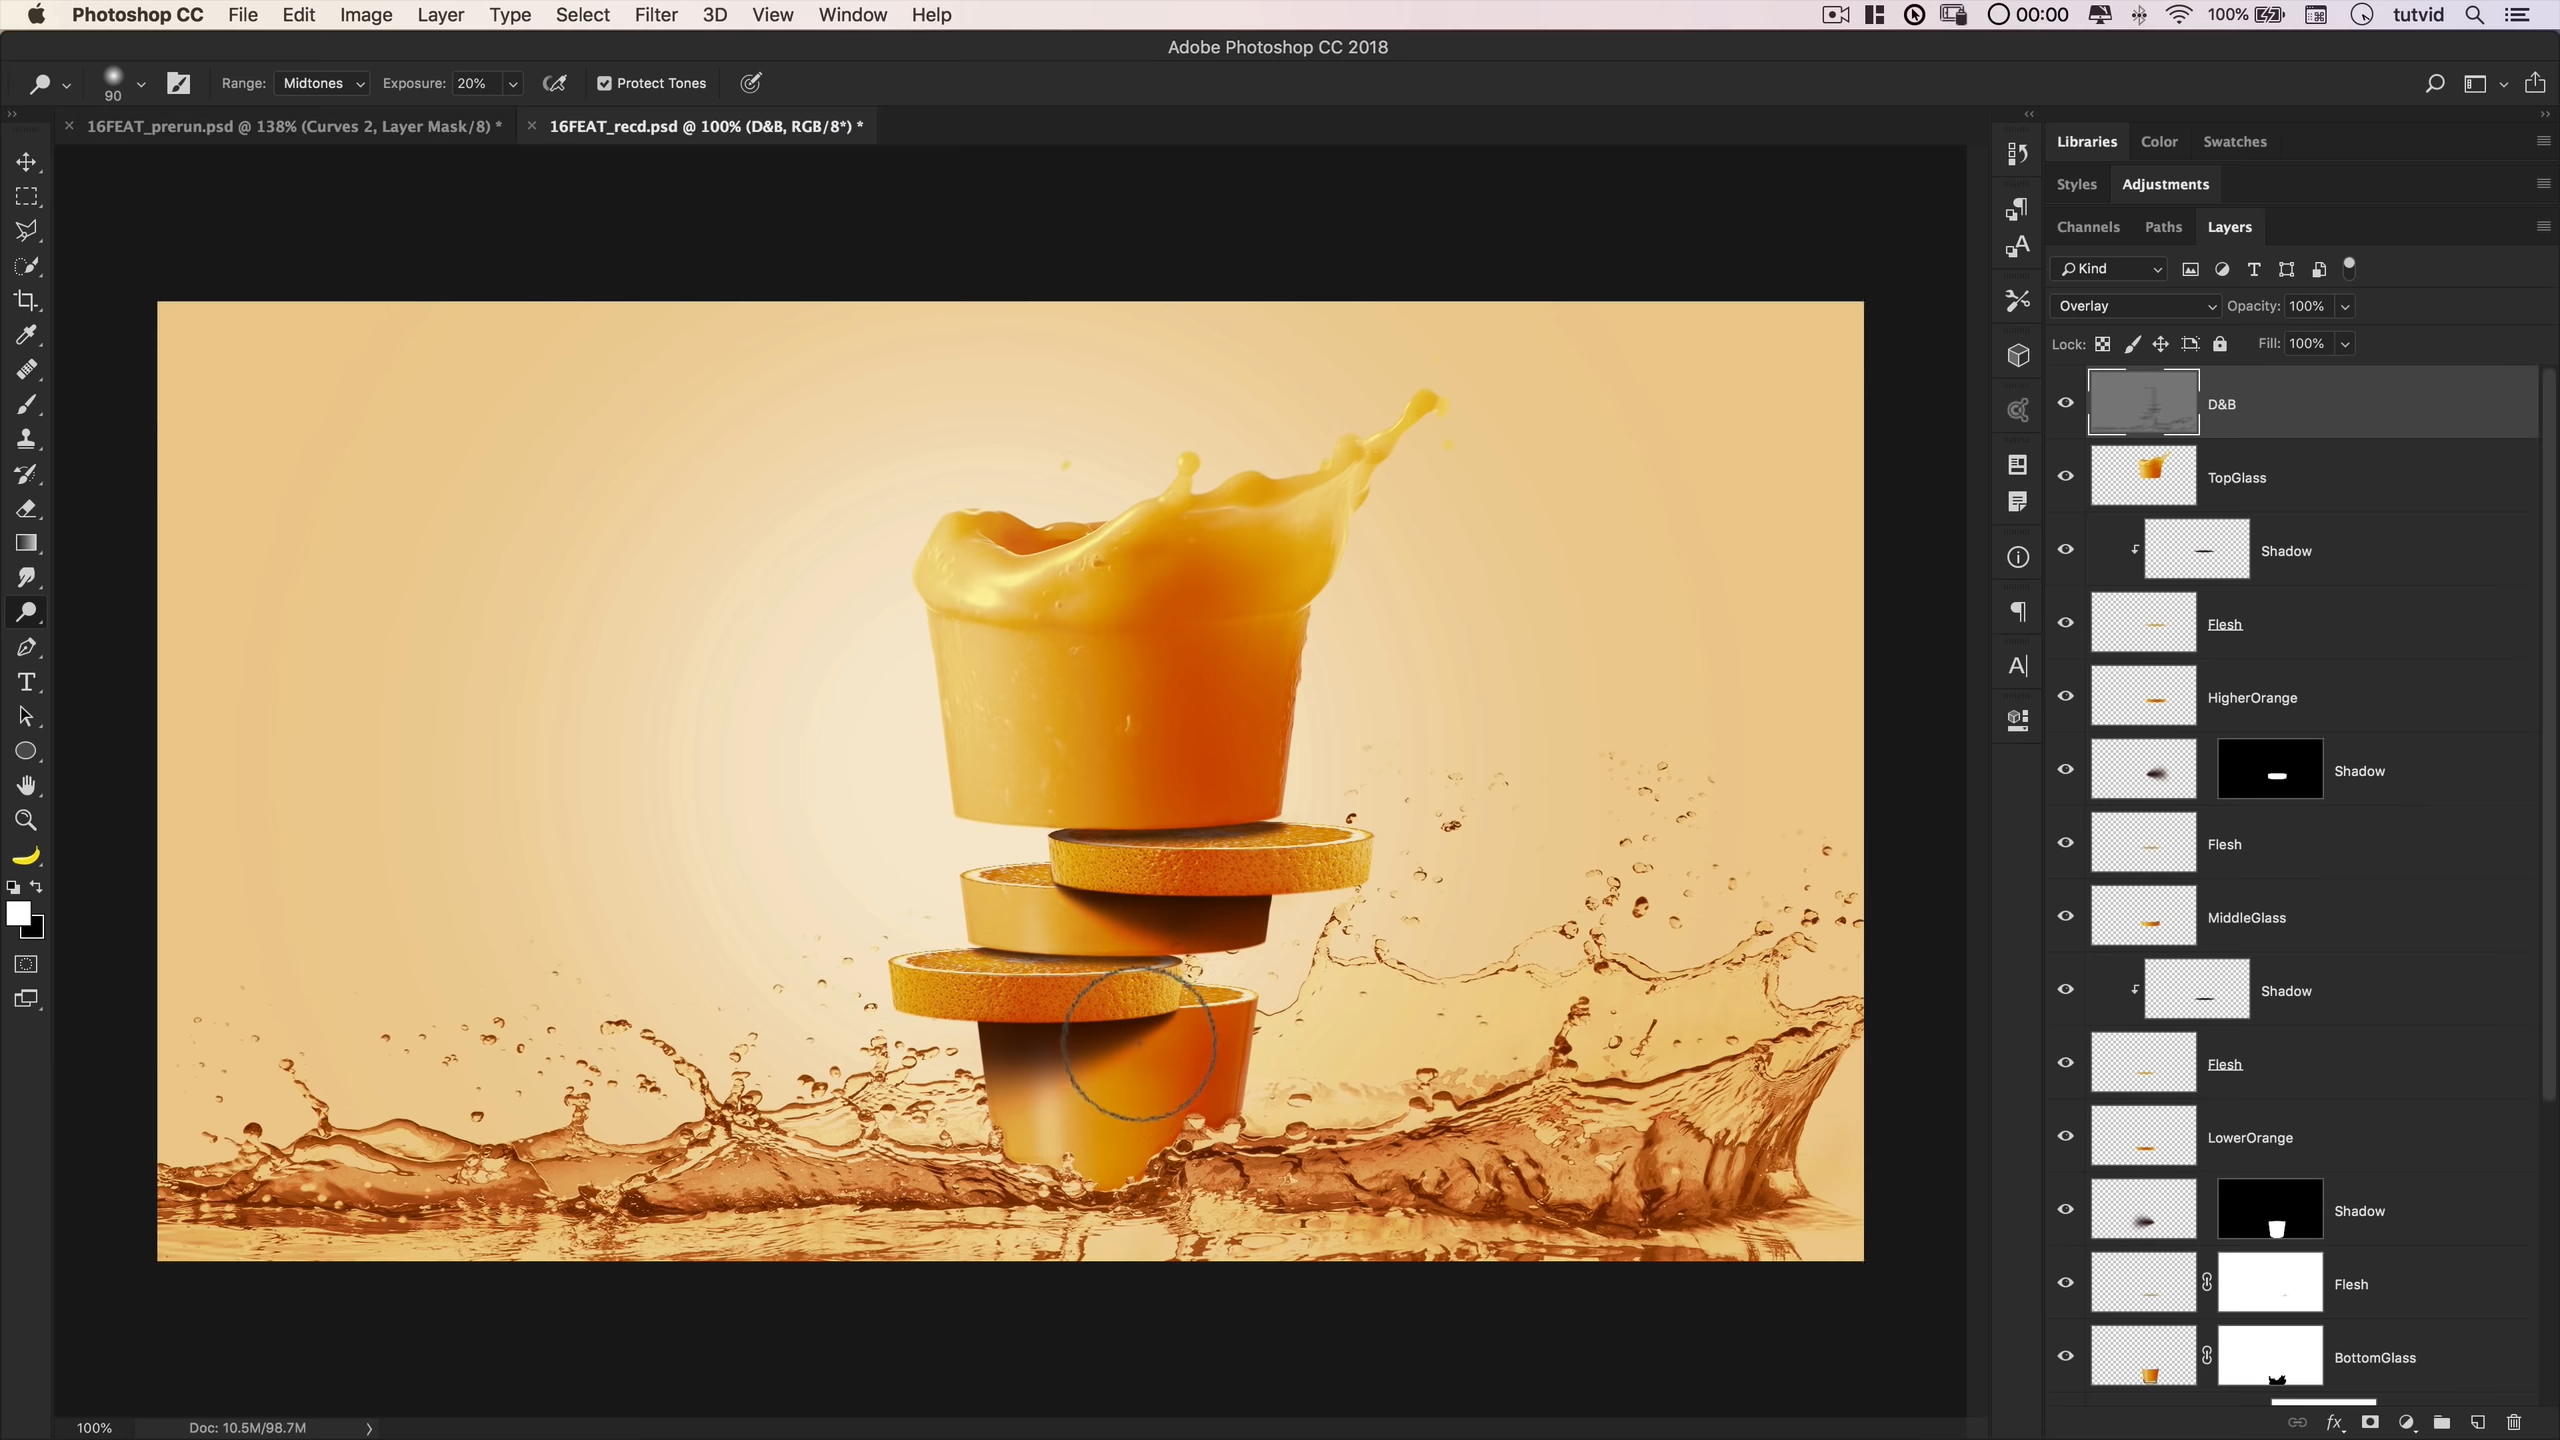 Photoshop CC File Edit Image Layer Type Select Filter 3D View Window Help 00:00 100% tutvid
Adobe Photoshop CC 2018
90 Range: Midtones Exposure: 20% Protect Tones
× 16FEAT_prerun.psd @ 138% (Curves 2, Layer Mask/8) * × 16FEAT_recd.psd @ 100% (D&B, RGB/8*) *
Libraries Color Swatches
Styles Adjustments
Channels Paths Layers
Kind
Overlay Opacity: 100%
Lock: Fill: 100%
D&B
TopGlass
Shadow
Flesh
HigherOrange
Shadow
Flesh
MiddleGlass
Shadow
Flesh
LowerOrange
Shadow
Flesh
BottomGlass
100% Doc: 10.5M/98.7M